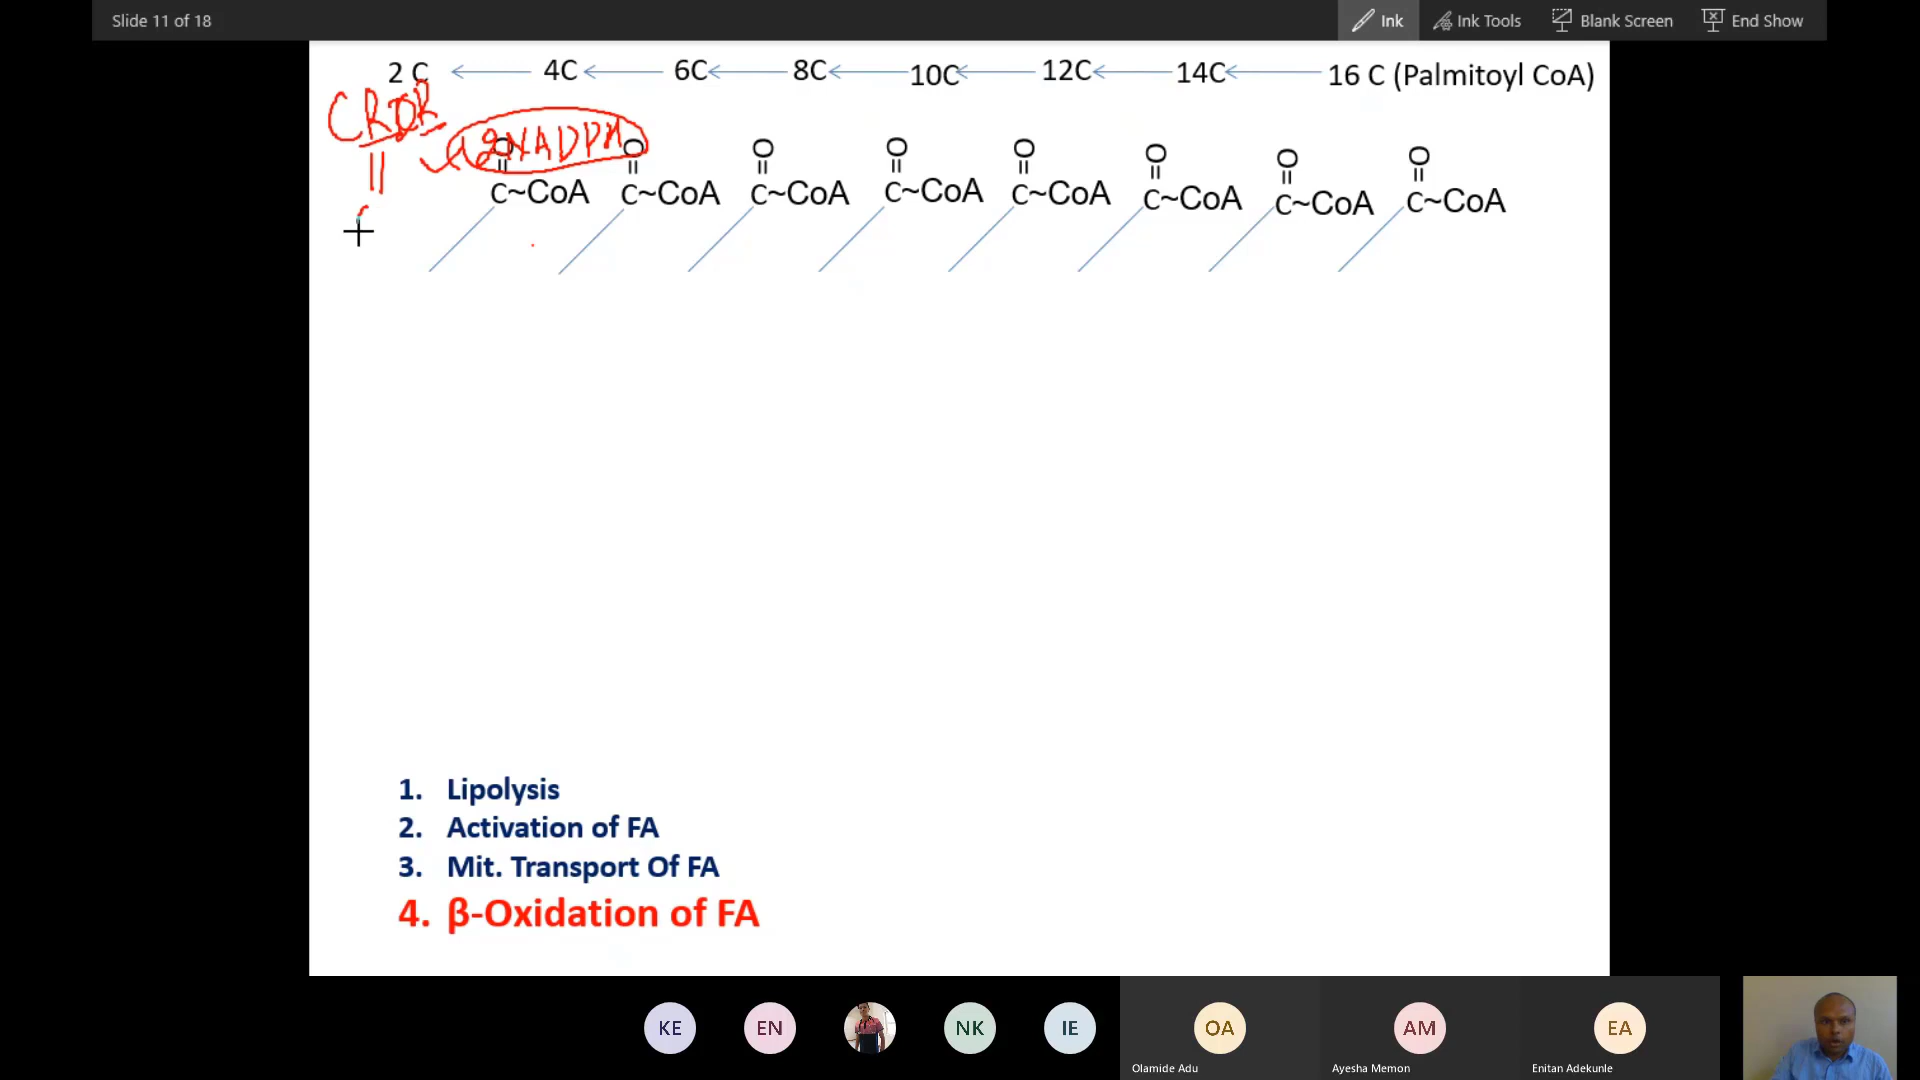 Slide 11 of 18
Ink
Ink Tools
Blank Screen
End Show
2 C 4C 6C 8C 10C 12C 14C 16 C (Palmitoyl CoA)
CRDR
2NADPH
O O O O O O O O
C~CoA C~CoA C~CoA C~CoA C~CoA C~CoA C~CoA C~CoA
1. Lipolysis
2. Activation of FA
3. Mit. Transport Of FA
4. β-Oxidation of FA
KE EN NK IE OA AM EA
Olamide Adu
Ayesha Memon
Enitan Adekunle